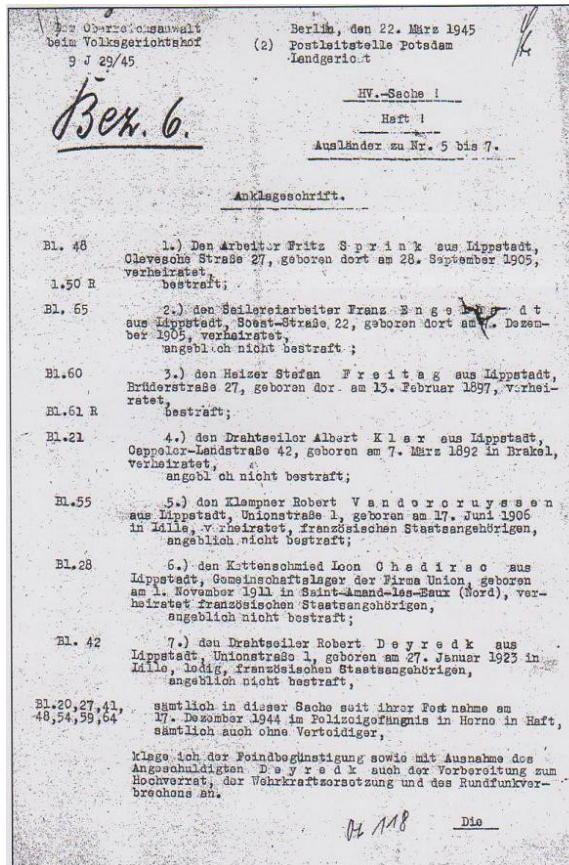 Der Oberreichsanwalt
beim Volksgerichtshof
9 J 29/45
Berlin, den 22. März 1945
(2) Postleitstelle Potsdam
Landgericht
Bez. 6.
HV.-Sache !
Haft !
Ausländer zu Nr. 5 bis 7.
Anklageschrift.
Bl. 48 1.) Den Arbeiter Fritz S p r i n k aus Lippstadt,
Clevesche Straße 27, geboren dort am 28. September 1905,
verheiratet,
1.50 R bestraft;
Bl. 65 2.) den Seilereiarbeiter Franz
aus Lippstadt, Soest-Straße 22, geboren dort am Dezem-
ber 1905, verheiratet,
angeblich nicht bestraft ;
Bl.60 3.) den Heizer Stefan F r e i t a g aus Lippstadt,
Brüderstraße 27, geboren dor am 13. Februar 1897, verhei-
ratet,
Bl.61 R bestraft;
Bl.21 4.) den Drahtseiler Albert K l a r aus Lippstadt,
Cappeler-Landstraße 42, geboren am 7. März 1892 in Brakel,
verheiratet,
angebl ch nicht bestraft;
Bl.55 5.) den Klempner Robert V a n d e r c r u y s s e n
aus Lippstadt, Unionstraße 1, geboren am 17. Juni 1906
in Lille, v rheiratet, französischen Staatsangehörigen,
angeblich nicht bestraft;
Bl.28 6.) den Kettenschmied Leon C h a d i r a c aus
Lippstadt, Gemeinschaftslager der Firma Union, geboren
am 1. November 1911 in Saint-Amand-les-Eaux (Nord), ver-
heiratet französischen Staatsangehörigen,
angeblich nicht bestraft;
Bl. 42 7.) den Drahtseiler Robert D e y r e d k aus
Lippstadt, Unionstraße 1, geboren am 27. Januar 1923 in
Lille, ledig, französischen Staatsangehörigen,
angeblich nicht bestraft,
Bl.20,27,41, sämtlich in dieser Sache seit ihrer Fest nahme am
48,54,59,64 17. Dezember 1944 im Polizeigefängnis in Herne in Haft,
sämtlich auch ohne Verteidiger,
klage ich der Feindbegünstigung sowie mit Ausnahme des
Angeschuldigten D e y r e d k auch der Vorbereitung zum
Hochverrat, der Wehrkraftzersetzung und des Rundfunkver-
brechens an.
118
Die